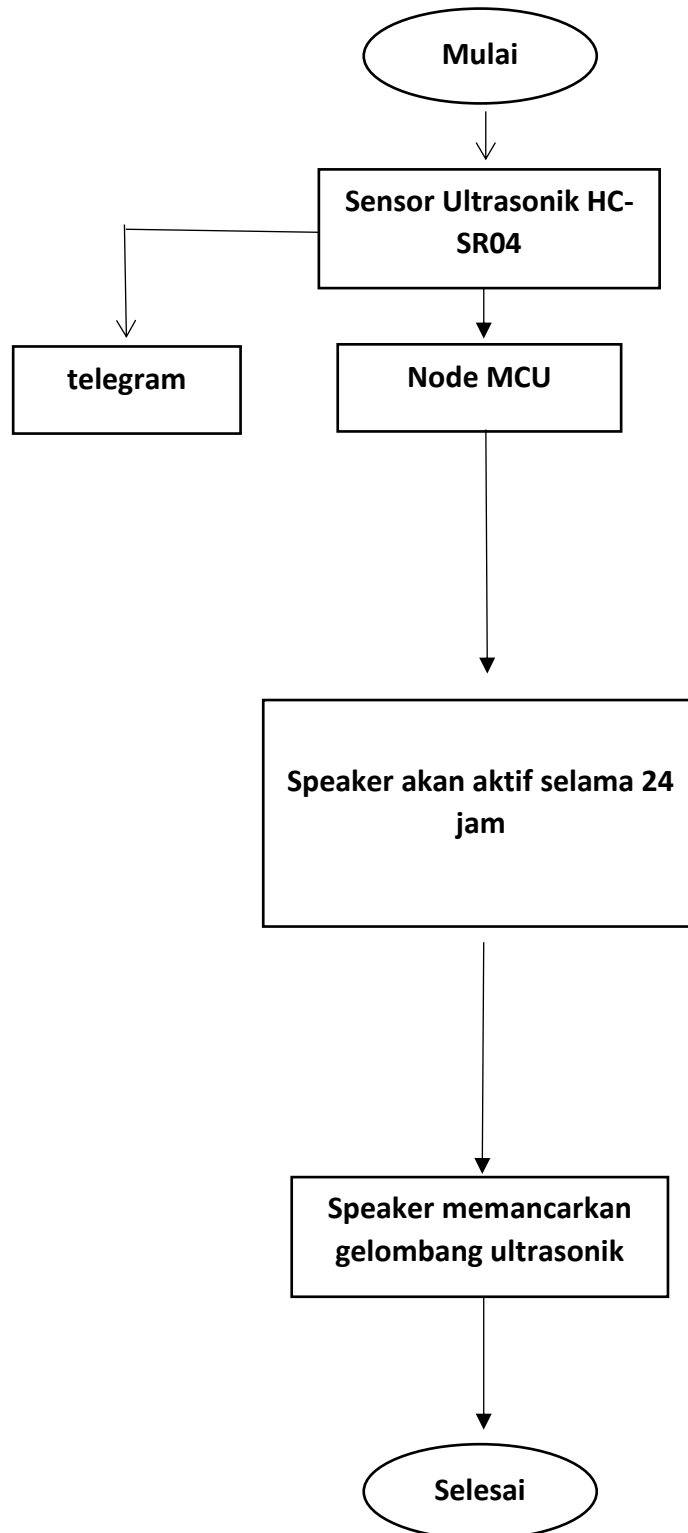 Mulai
Sensor Ultrasonik HC-
SR04
telegram
Node MCU
Speaker akan aktif selama 24
jam
Speaker memancarkan
gelombang ultrasonik
Selesai